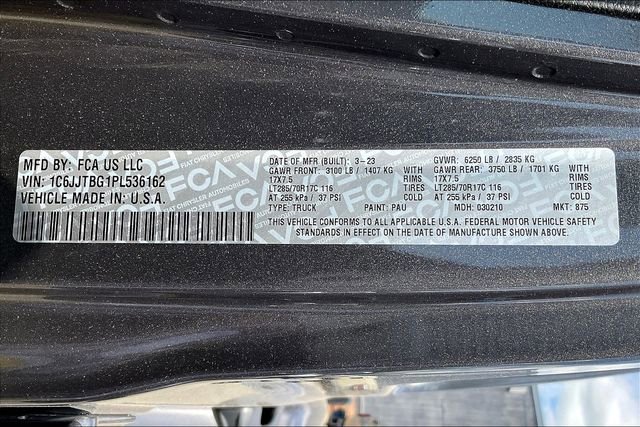 MFD BY: FCA US LLC
VIN: 1C6JJTBG1PL536162
VEHICLE MADE IN: U.S.A.
DATE OF MFR (BUILT): 3-23 GVWR: 6250 LB / 2835 KG
GAWR FRONT: 3100 LB / 1407 KG WITH GAWR REAR: 3750 LB / 1701 KG WITH
17X7.5 RIMS 17X7.5 RIMS
LT285/70R17C 116 TIRES LT285/70R17C 116 TIRES
AT 255 kPa / 37 PSI COLD AT 255 kPa / 37 PSI COLD
TYPE: TRUCK PAINT: PAU MDH: 030210 MKT: 875
THIS VEHICLE CONFORMS TO ALL APPLICABLE U.S.A. FEDERAL MOTOR VEHICLE SAFETY
STANDARDS IN EFFECT ON THE DATE OF MANUFACTURE SHOWN ABOVE.